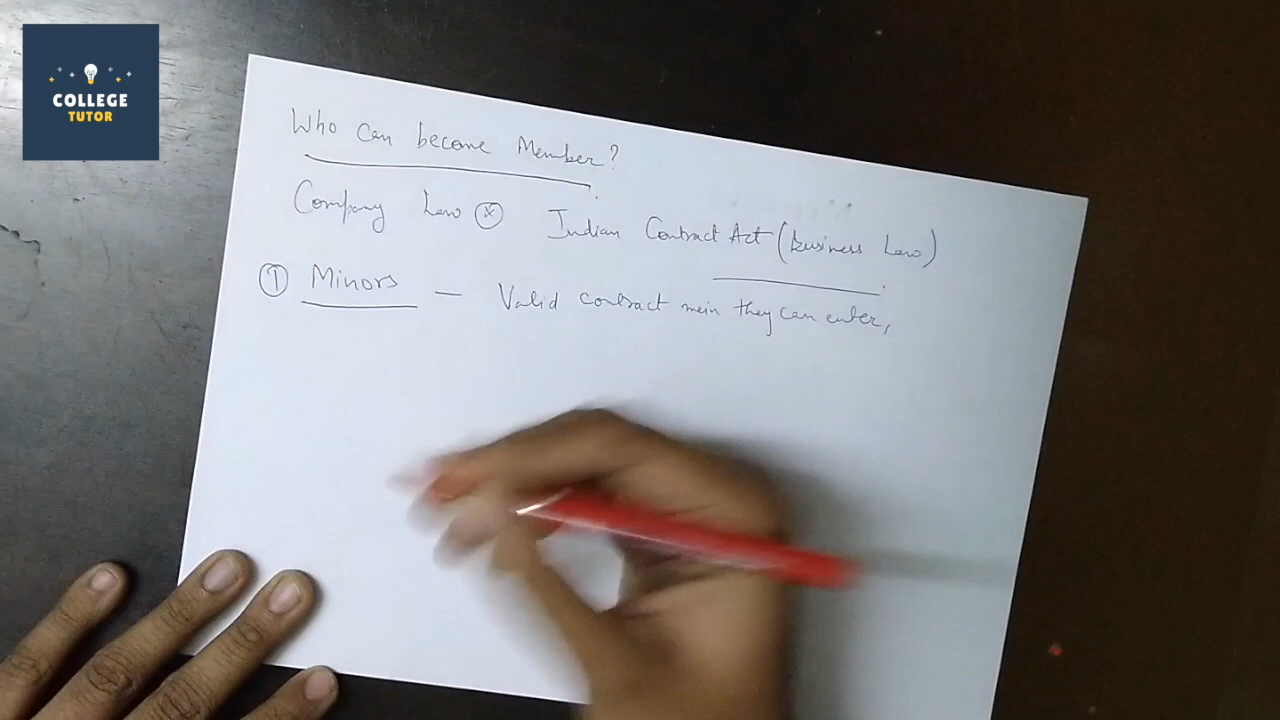 COLLEGE
TUTOR
Who can become Member?
Company Law ⓧ Indian Contract Act (Business Law)
① Minors — Valid contract mein they can enter,